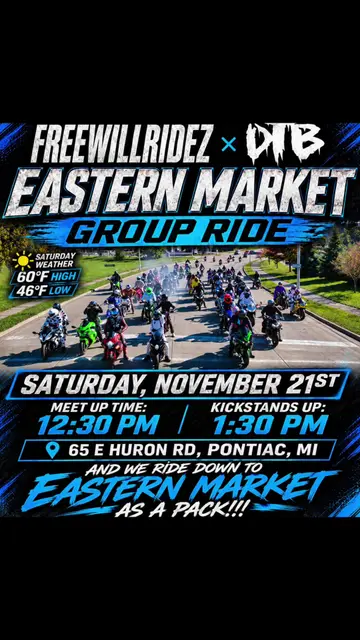 FREEWILLRIDEZ × DTB
EASTERN MARKET
GROUP RIDE
SATURDAY
WEATHER
60°F HIGH
46°F LOW
SATURDAY, NOVEMBER 21ST
MEET UP TIME: KICKSTANDS UP:
12:30 PM 1:30 PM
65 E HURON RD, PONTIAC, MI
AND WE RIDE DOWN TO
EASTERN MARKET
AS A PACK!!!